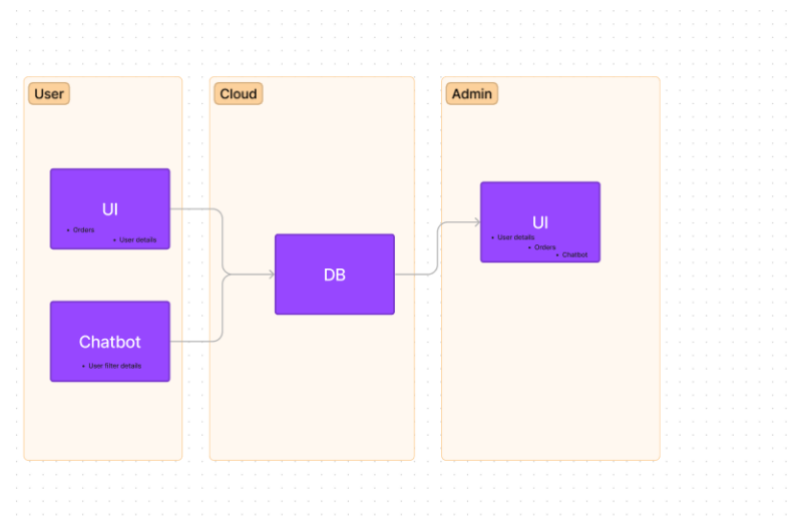 User
Cloud
Admin
UI
• Orders
• User details
Chatbot
• User filter details
DB
UI
• User details
• Orders
• Chatbot